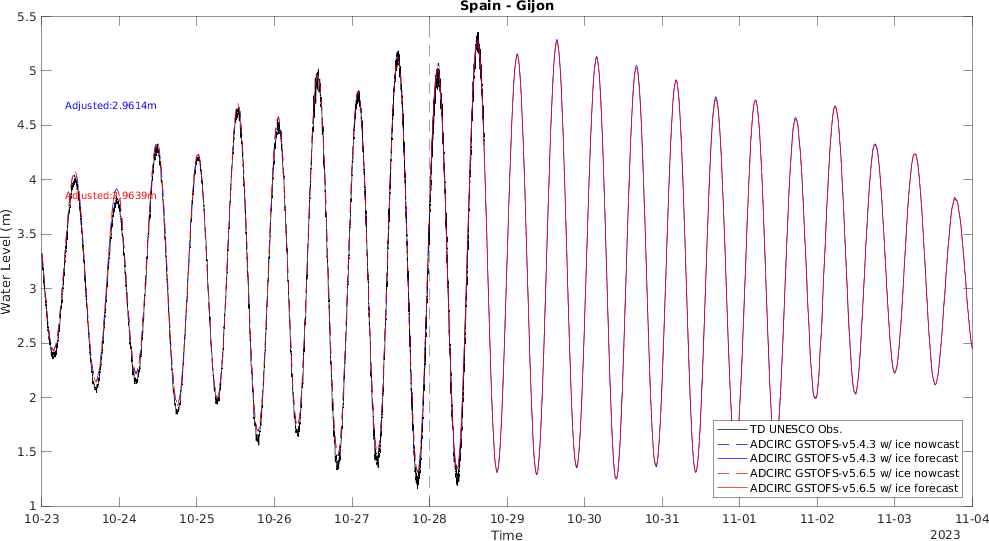 Spain - Gijon
5.5
5
4.5
4
3.5
3
2.5
2
1.5
1
Water Level (m)
Adjusted:2.9614m
Adjusted:2.9639m
TD UNESCO Obs.
ADCIRC GSTOFS-v5.4.3 w/ ice nowcast
ADCIRC GSTOFS-v5.4.3 w/ ice forecast
ADCIRC GSTOFS-v5.6.5 w/ ice nowcast
ADCIRC GSTOFS-v5.6.5 w/ ice forecast
10-23 10-24 10-25 10-26 10-27 10-28 10-29 10-30 10-31 11-01 11-02 11-03 11-04
Time
2023